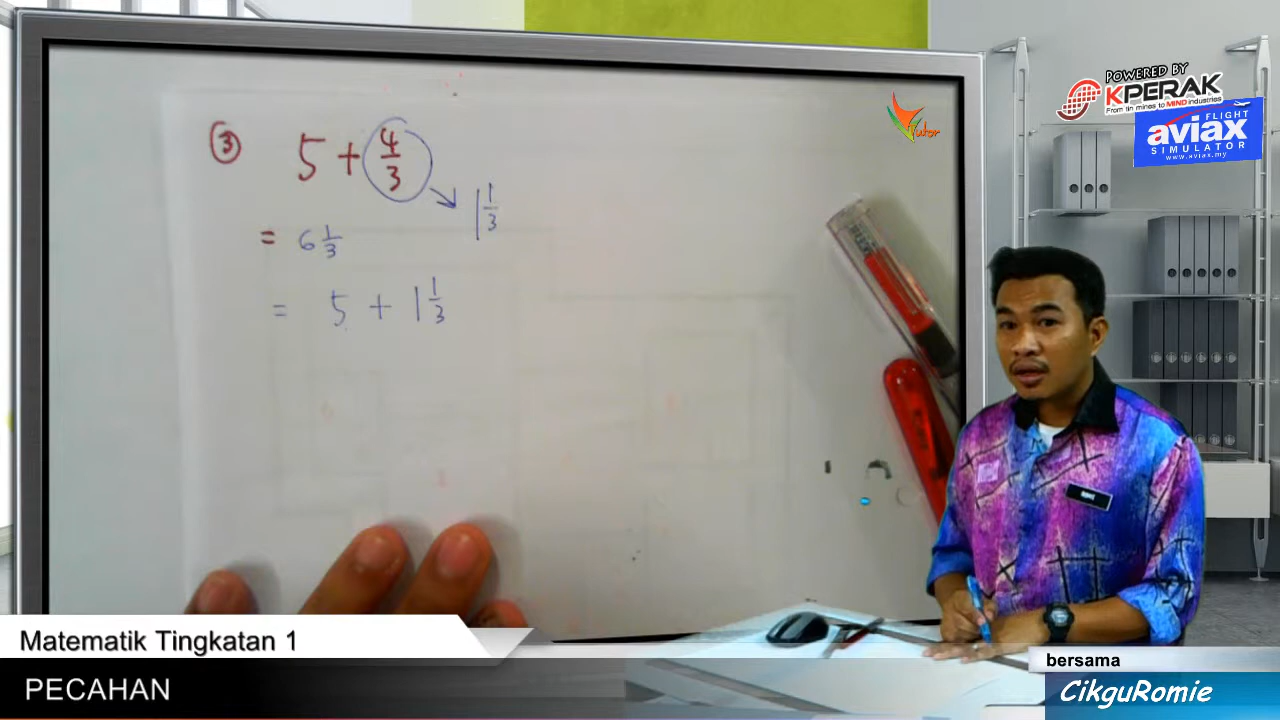 POWERED BY
KPERAK
From tin mines to MIND industries
FLIGHT
aviax
SIMULATOR
www.aviax.my
Tutor
③ 5 + 4/3
1 1/3
= 6 1/3
= 5 + 1 1/3
Matematik Tingkatan 1
PECAHAN
bersama
CikguRomie